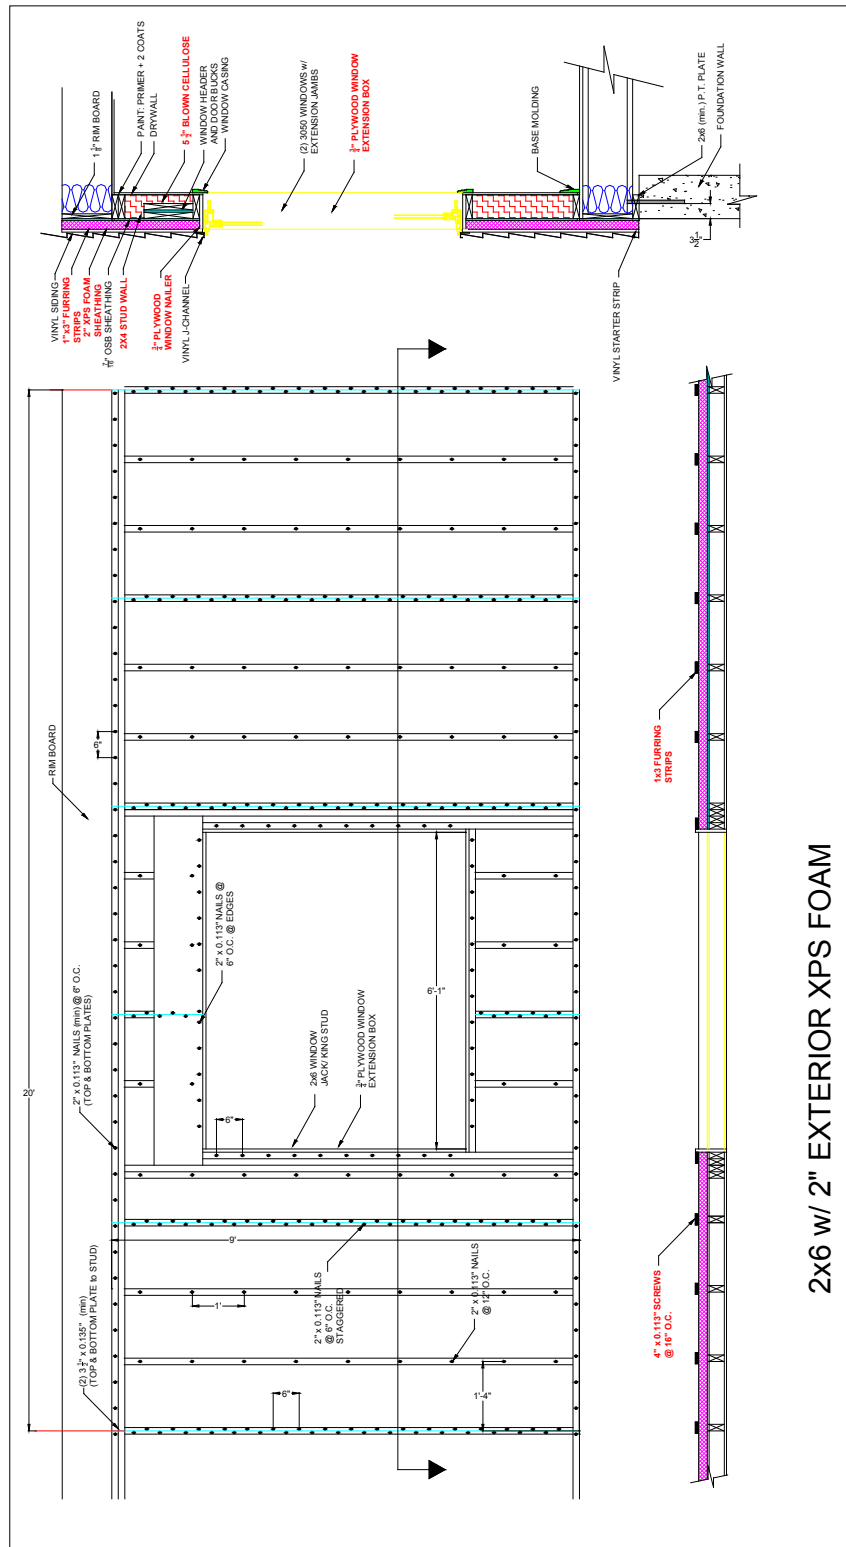 VINYL SIDING
1"x3" FURRING
STRIPS
2" XPS FOAM
SHEATHING
7/16" OSB SHEATHING
2X4 STUD WALL
3/4" PLYWOOD
WINDOW NAILER
VINYL J-CHANNEL
1 1/8" RIM BOARD
PAINT: PRIMER + 2 COATS
DRYWALL
5 1/2" BLOWN CELLULOSE
WINDOW HEADER
AND DOOR BUCKS
WINDOW CASING
(2) 3050 WINDOWS w/
EXTENSION JAMBS
3/4" PLYWOOD WINDOW
EXTENSION BOX
BASE MOLDING
2x6 (min.) P.T. PLATE
FOUNDATION WALL
3 1/2"
VINYL STARTER STRIP
20'
RIM BOARD
6"
2" x 0.113" NAILS (min) @ 6" O.C.
(TOP & BOTTOM PLATES)
2" x 0.113" NAILS @
6" O.C. @ EDGES
6'-1"
2x6 WINDOW
JACK/ KING STUD
3/4" PLYWOOD WINDOW
EXTENSION BOX
6"
9'
(2) 3 1/2" x 0.135" (min)
(TOP & BOTTOM PLATE to STUD)
1'
2" x 0.113" NAILS
@ 6" O.C.
STAGGERED
2" x 0.113" NAILS
@ 12" O.C.
6"
1'-4"
1x3 FURRING
STRIPS
4" x 0.113" SCREWS
@ 16" O.C.
2x6 w/ 2" EXTERIOR XPS FOAM